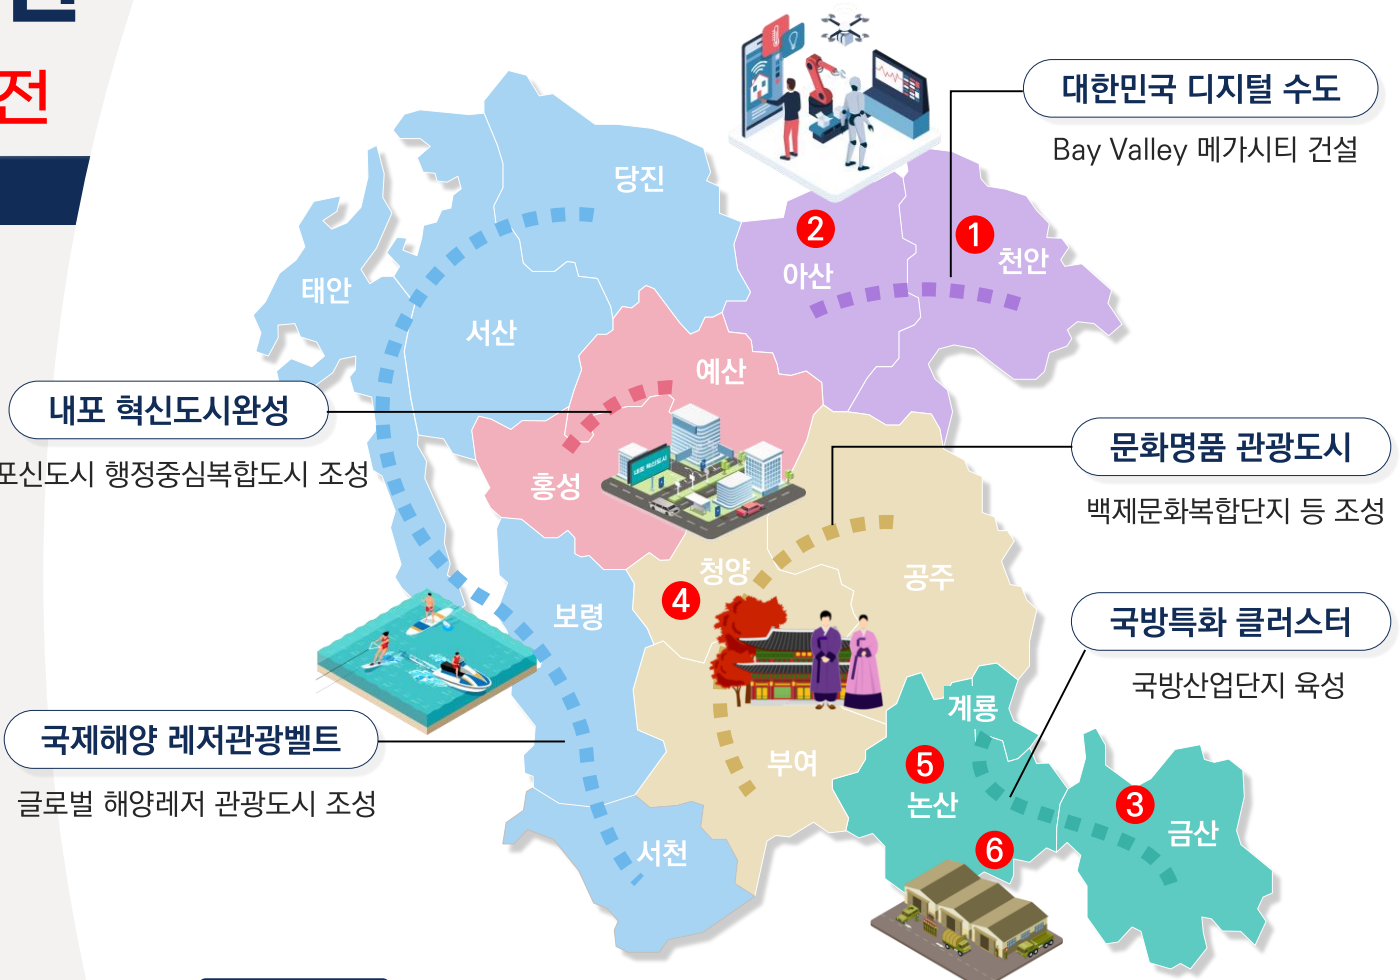 전
대한민국 디지털 수도
Bay Valley 메가시티 건설
당진
2
1
아산
천안
태안
서산
예산
내포 혁신도시완성
포신도시 행정중심복합도시 조성
홍성
내포 혁신도시
문화명품 관광도시
백제문화복합단지 등 조성
청양
4
공주
보령
국방특화 클러스터
국방산업단지 육성
계룡
국제해양 레저관광벨트
글로벌 해양레저 관광도시 조성
부여
5
논산
3
금산
6
서천